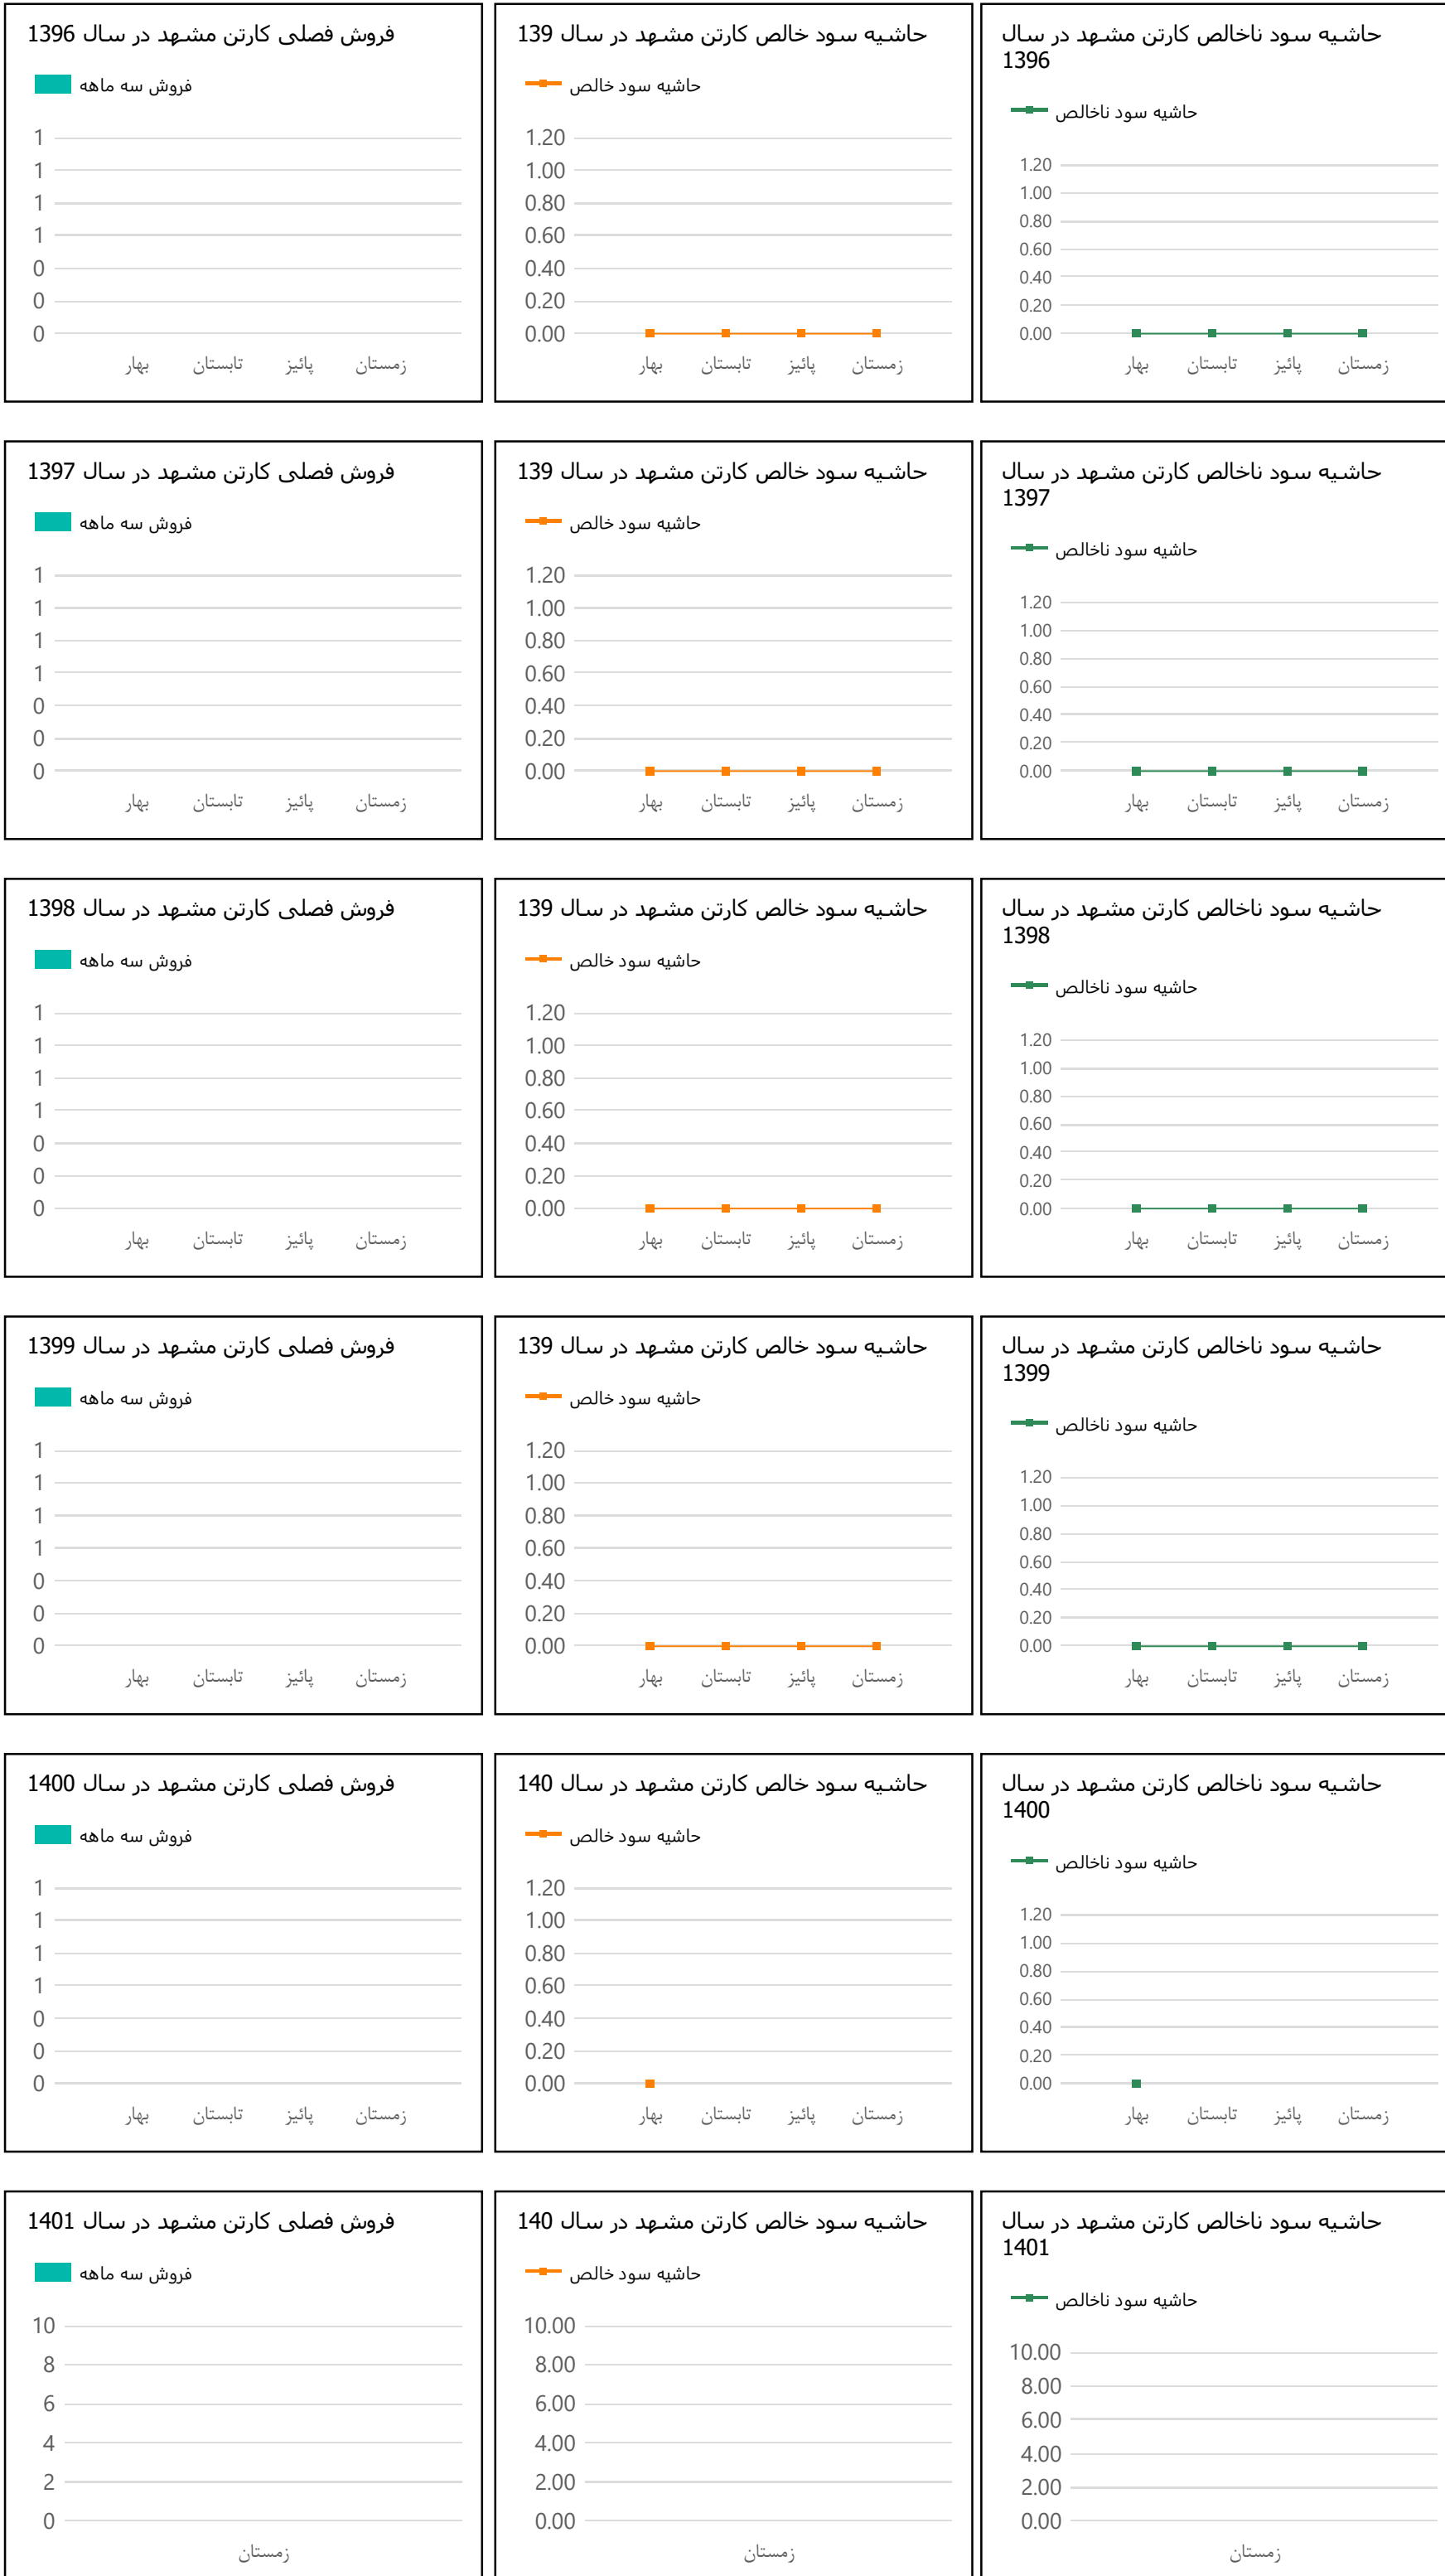 فروش فصلی کارتن مشهد در سال 1396
فروش سه ماهه
1
1
1
1
0
0
0
بهار تابستان پائیز زمستان
حاشیه سود خالص کارتن مشهد در سال 139
حاشیه سود خالص
1.20
1.00
0.80
0.60
0.40
0.20
0.00
بهار تابستان پائیز زمستان
حاشیه سود ناخالص کارتن مشهد در سال
1396
حاشیه سود ناخالص
1.20
1.00
0.80
0.60
0.40
0.20
0.00
بهار تابستان پائیز زمستان
فروش فصلی کارتن مشهد در سال 1397
فروش سه ماهه
1
1
1
1
0
0
0
بهار تابستان پائیز زمستان
حاشیه سود خالص کارتن مشهد در سال 139
حاشیه سود خالص
1.20
1.00
0.80
0.60
0.40
0.20
0.00
بهار تابستان پائیز زمستان
حاشیه سود ناخالص کارتن مشهد در سال
1397
حاشیه سود ناخالص
1.20
1.00
0.80
0.60
0.40
0.20
0.00
بهار تابستان پائیز زمستان
فروش فصلی کارتن مشهد در سال 1398
فروش سه ماهه
1
1
1
1
0
0
0
بهار تابستان پائیز زمستان
حاشیه سود خالص کارتن مشهد در سال 139
حاشیه سود خالص
1.20
1.00
0.80
0.60
0.40
0.20
0.00
بهار تابستان پائیز زمستان
حاشیه سود ناخالص کارتن مشهد در سال
1398
حاشیه سود ناخالص
1.20
1.00
0.80
0.60
0.40
0.20
0.00
بهار تابستان پائیز زمستان
فروش فصلی کارتن مشهد در سال 1399
فروش سه ماهه
1
1
1
1
0
0
0
بهار تابستان پائیز زمستان
حاشیه سود خالص کارتن مشهد در سال 139
حاشیه سود خالص
1.20
1.00
0.80
0.60
0.40
0.20
0.00
بهار تابستان پائیز زمستان
حاشیه سود ناخالص کارتن مشهد در سال
1399
حاشیه سود ناخالص
1.20
1.00
0.80
0.60
0.40
0.20
0.00
بهار تابستان پائیز زمستان
فروش فصلی کارتن مشهد در سال 1400
فروش سه ماهه
1
1
1
1
0
0
0
بهار تابستان پائیز زمستان
حاشیه سود خالص کارتن مشهد در سال 140
حاشیه سود خالص
1.20
1.00
0.80
0.60
0.40
0.20
0.00
بهار تابستان پائیز زمستان
حاشیه سود ناخالص کارتن مشهد در سال
1400
حاشیه سود ناخالص
1.20
1.00
0.80
0.60
0.40
0.20
0.00
بهار تابستان پائیز زمستان
فروش فصلی کارتن مشهد در سال 1401
فروش سه ماهه
10
8
6
4
2
0
زمستان
حاشیه سود خالص کارتن مشهد در سال 140
حاشیه سود خالص
10.00
8.00
6.00
4.00
2.00
0.00
زمستان
حاشیه سود ناخالص کارتن مشهد در سال
1401
حاشیه سود ناخالص
10.00
8.00
6.00
4.00
2.00
0.00
زمستان